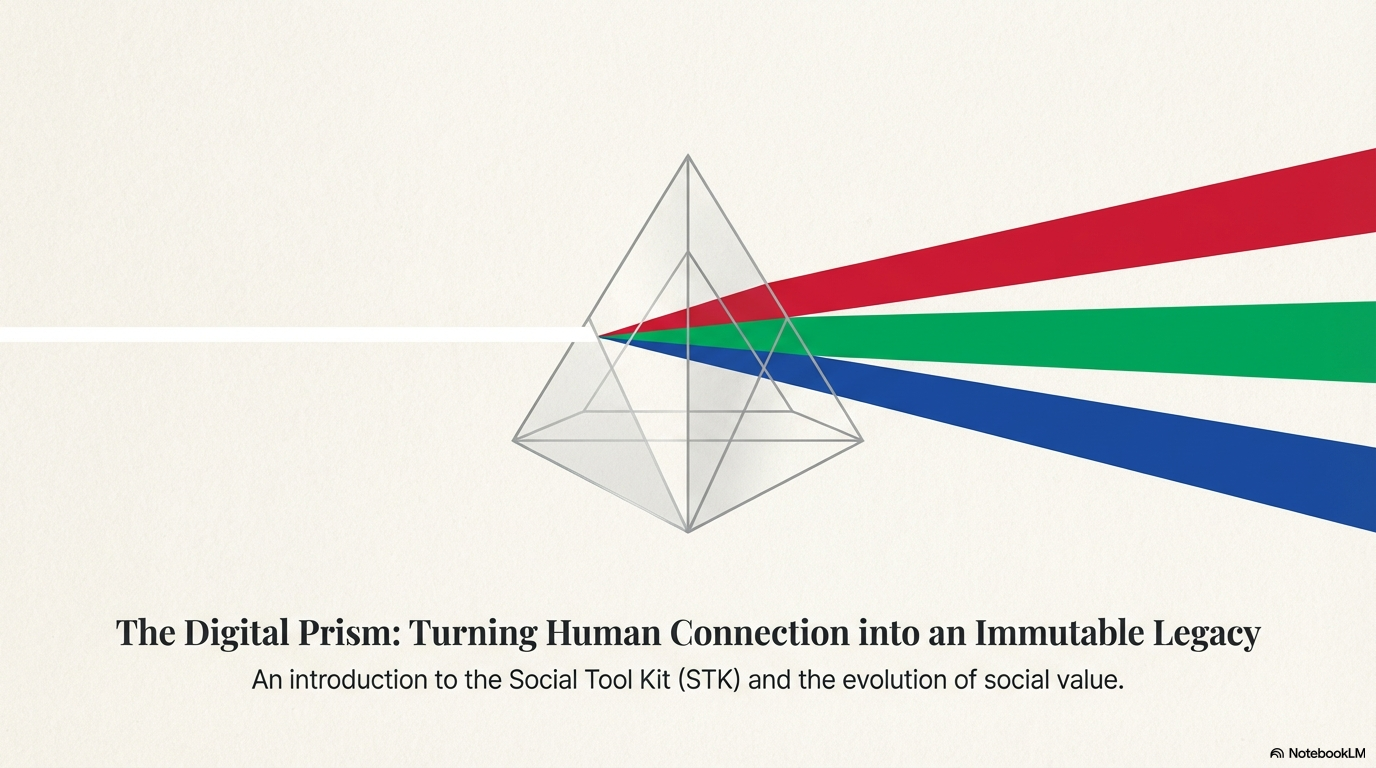 The Digital Prism: Turning Human Connection into an Immutable Legacy
An introduction to the Social Tool Kit (STK) and the evolution of social value.
NotebookLM